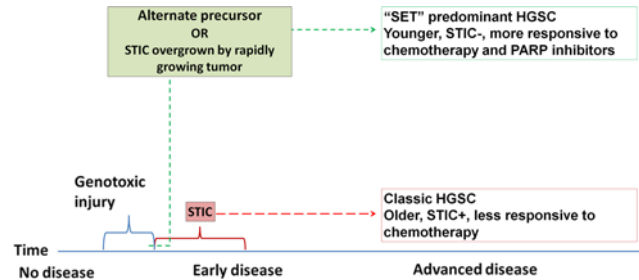 Alternate precursor
OR
STIC overgrown by rapidly
growing tumor
“SET” predominant HGSC
Younger, STIC-, more responsive to
chemotherapy and PARP inhibitors
Genotoxic
injury
STIC
Classic HGSC
Older, STIC+, less responsive to
chemotherapy
Time
No disease
Early disease
Advanced disease